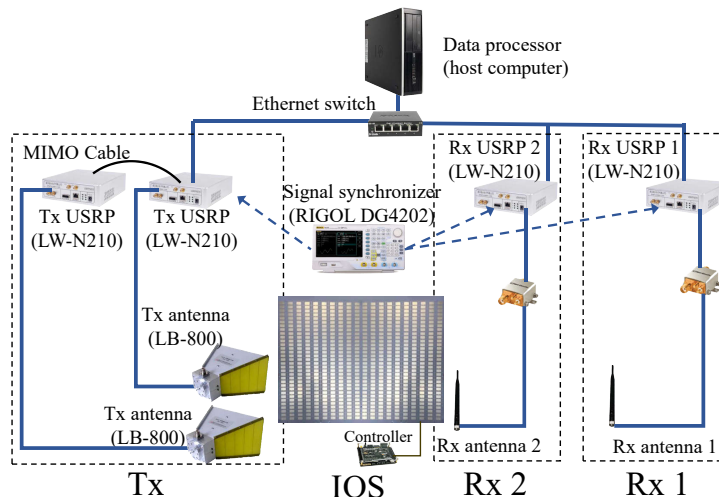 Data processor
(host computer)
Ethernet switch
MIMO Cable
Tx USRP
(LW-N210)
Tx USRP
(LW-N210)
Signal synchronizer
(RIGOL DG4202)
Rx USRP 2
(LW-N210)
Rx USRP 1
(LW-N210)
Tx antenna
(LB-800)
Tx antenna
(LB-800)
Controller
Rx antenna 2
Rx antenna 1
Tx
IOS
Rx 2
Rx 1